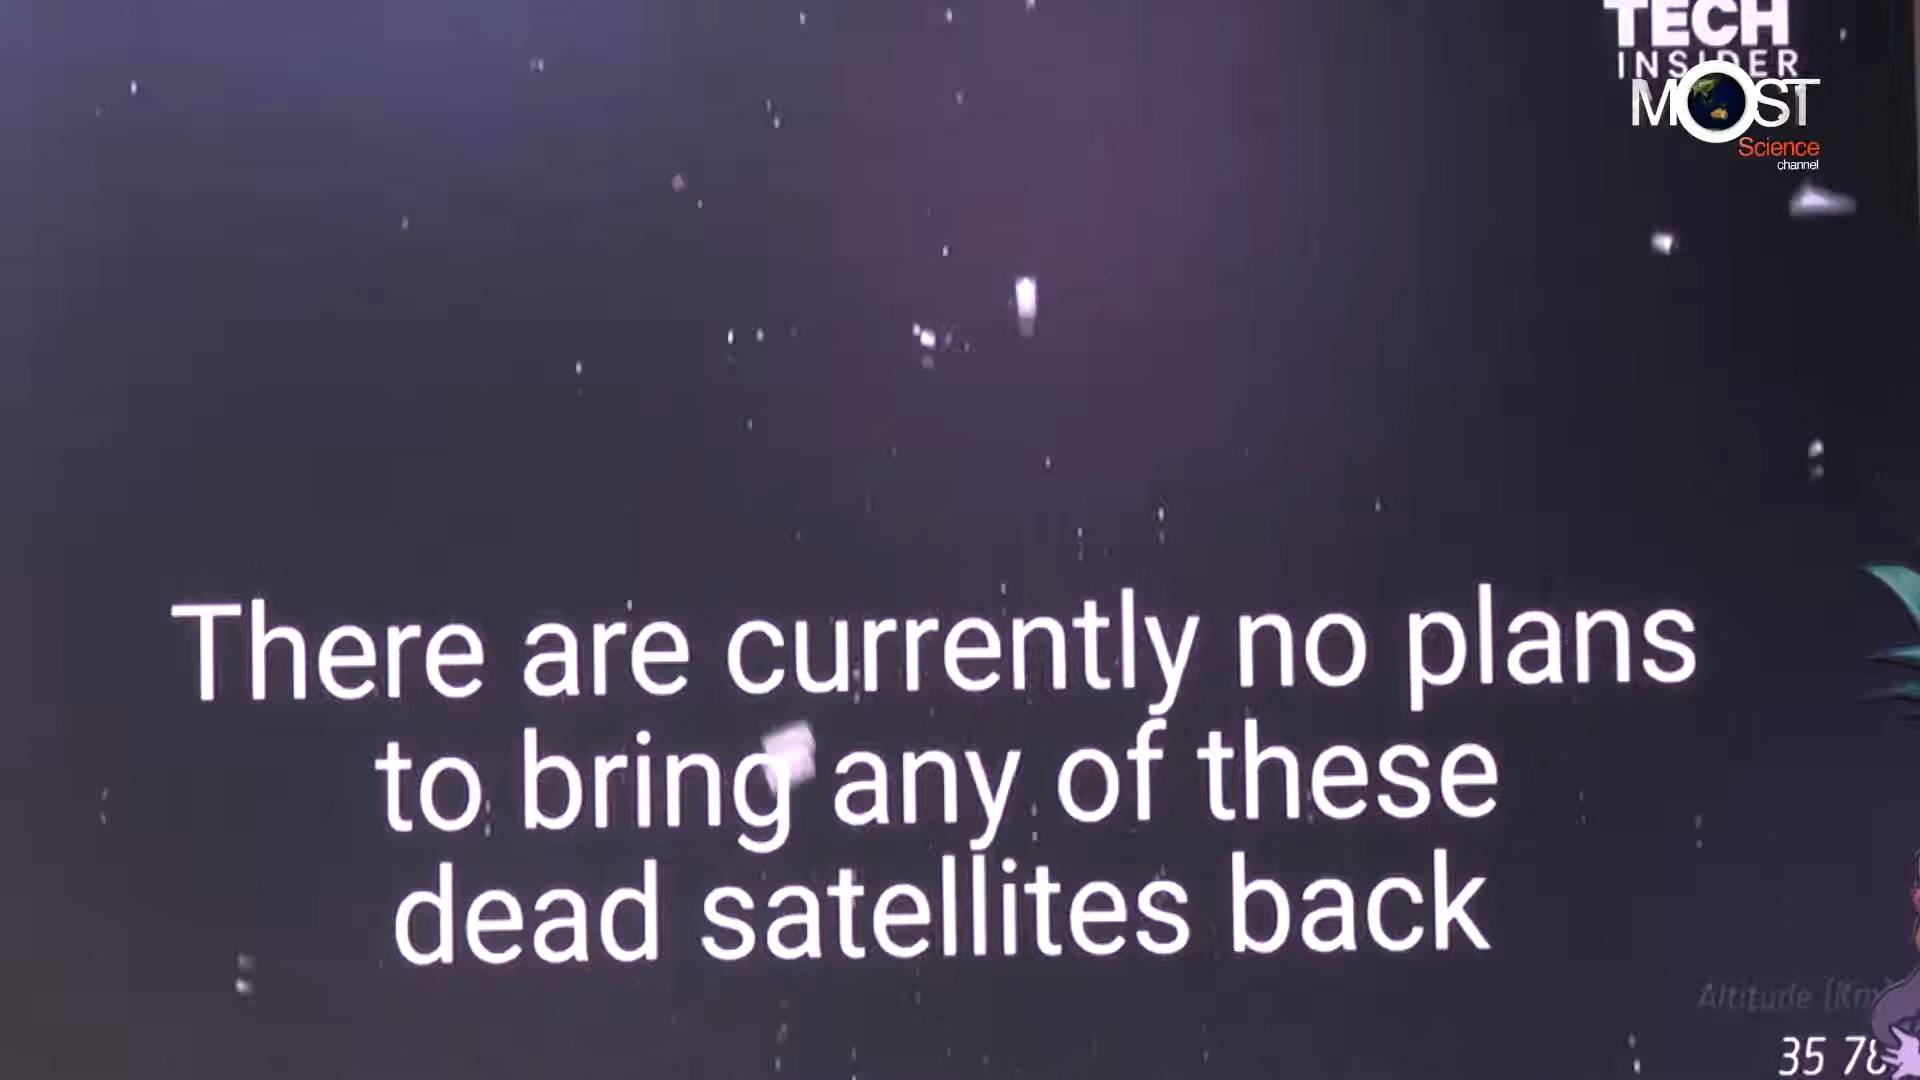 TECH
INSIDER
MOST
Science
channel
There are currently no plans
to bring any of these
dead satellites back
Altitude (Km)
35 78